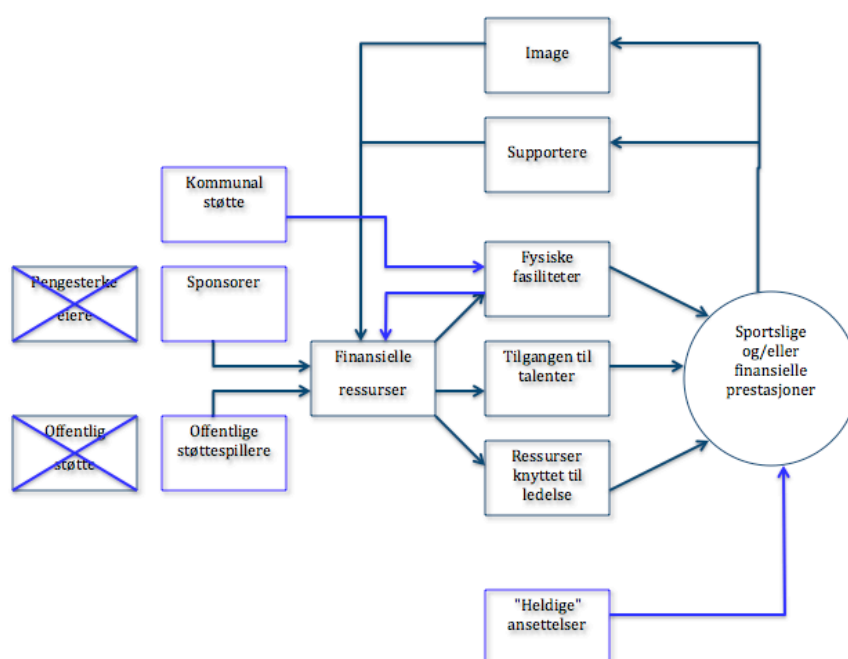 Image
Supportere
Kommunal
støtte
Pengesterke
eiere
Sponsorer
Fysiske
fasiliteter
Finansielle
ressurser
Tilgangen til
talenter
Sportslige
og/eller
finansielle
prestasjoner
Offentlig
støtte
Offentlige
støttespillere
Ressurser
knyttet til
ledelse
"Heldige"
ansettelser